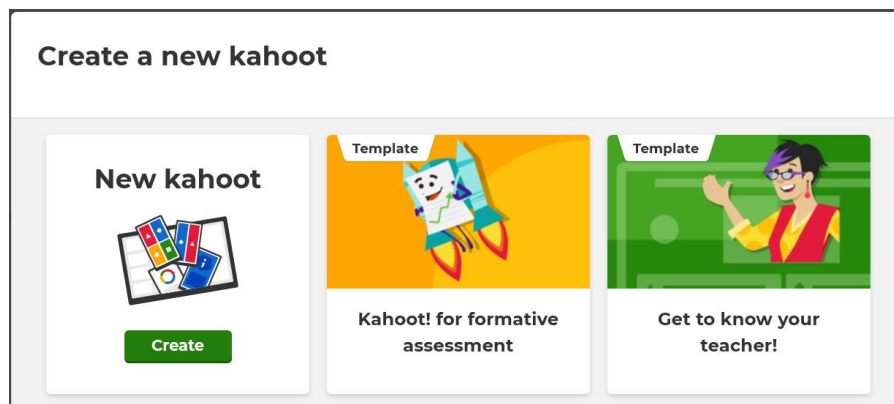 Create a new kahoot
New kahoot
Create
Template
Kahoot! for formative
assessment
Template
Get to know your
teacher!